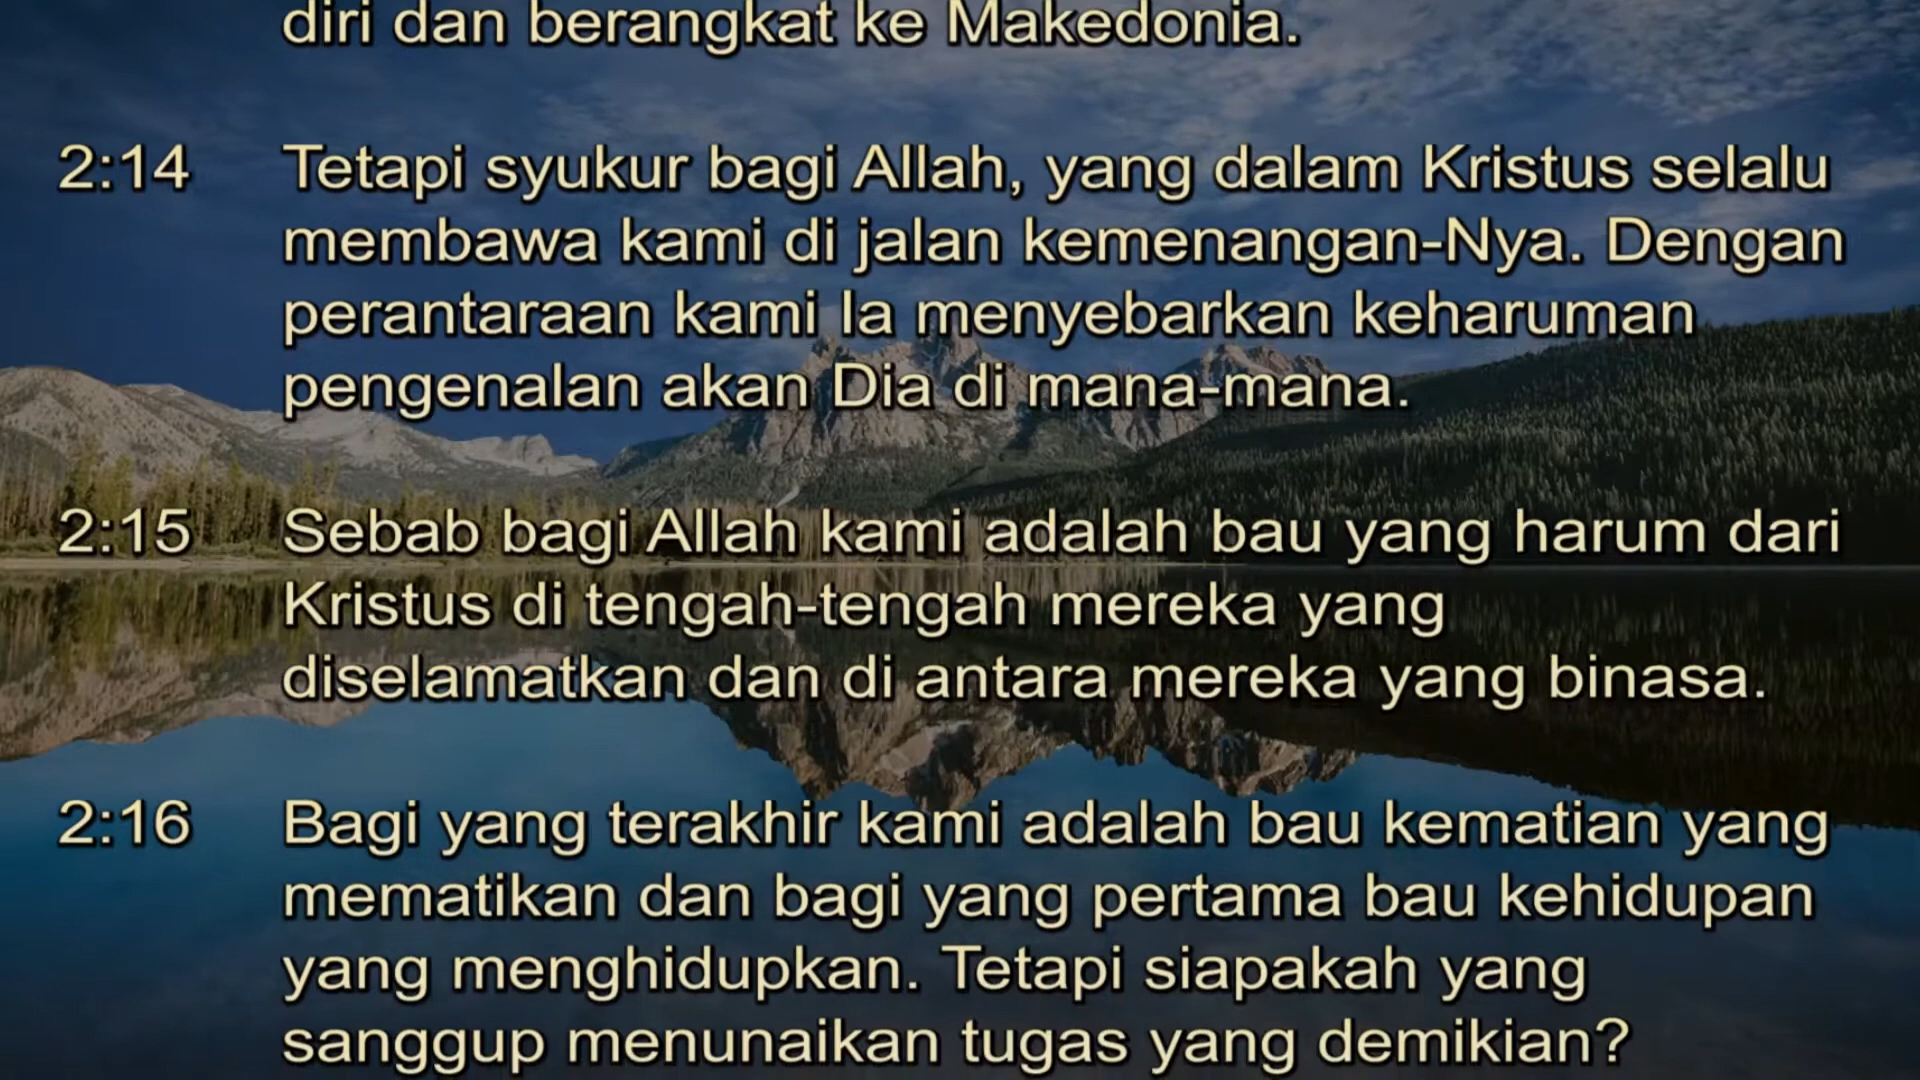 diri dan berangkat ke Makedonia.
2:14 Tetapi syukur bagi Allah, yang dalam Kristus selalu
membawa kami di jalan kemenangan-Nya. Dengan
perantaraan kami Ia menyebarkan keharuman
pengenalan akan Dia di mana-mana.
2:15 Sebab bagi Allah kami adalah bau yang harum dari
Kristus di tengah-tengah mereka yang
diselamatkan dan di antara mereka yang binasa.
2:16 Bagi yang terakhir kami adalah bau kematian yang
mematikan dan bagi yang pertama bau kehidupan
yang menghidupkan. Tetapi siapakah yang
sanggup menunaikan tugas yang demikian?